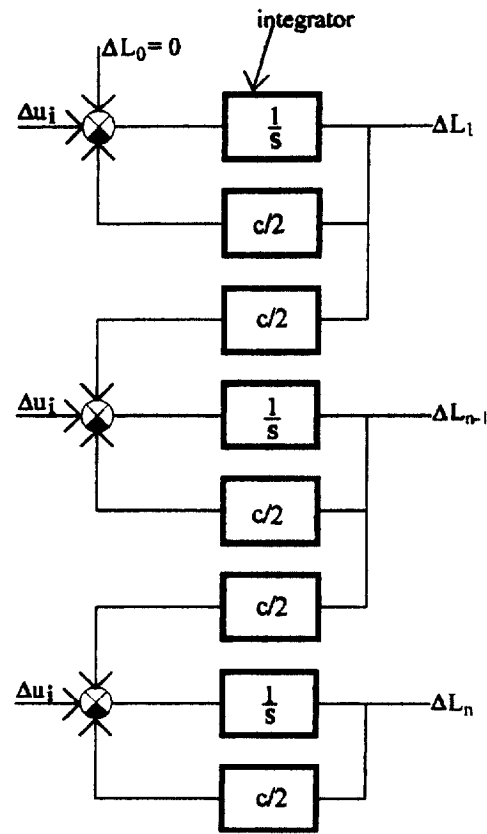 integrator
ΔL₀ = 0
Δuᵢ
1/s
ΔL₁
c/2
c/2
Δuᵢ
1/s
ΔLₙ₋₁
c/2
c/2
Δuᵢ
1/s
ΔLₙ
c/2